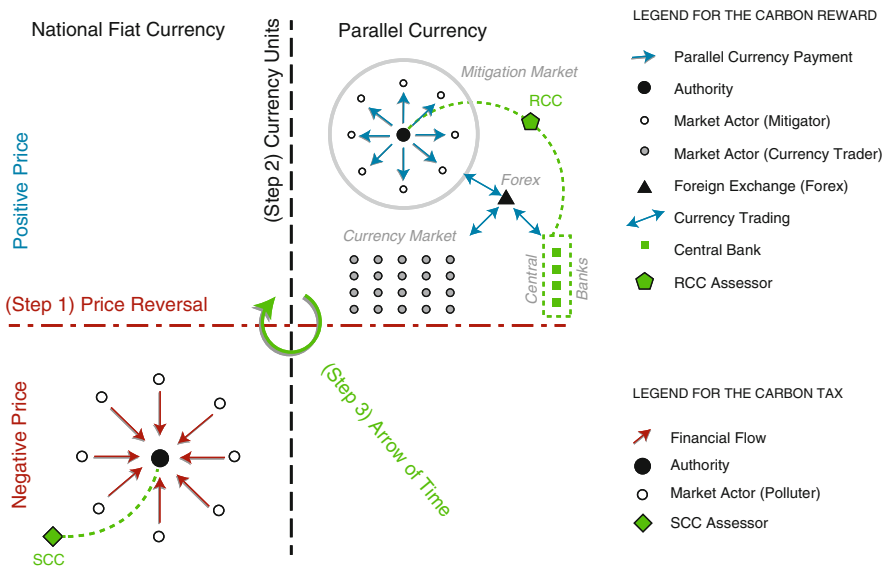 National Fiat Currency
Parallel Currency
(Step 2) Currency Units
Positive Price
Mitigation Market
RCC
Forex
Currency Market
Central
Banks
(Step 1) Price Reversal
Negative Price
(Step 3) Arrow of Time
SCC
LEGEND FOR THE CARBON REWARD
Parallel Currency Payment
Authority
Market Actor (Mitigator)
Market Actor (Currency Trader)
Foreign Exchange (Forex)
Currency Trading
Central Bank
RCC Assessor
LEGEND FOR THE CARBON TAX
Financial Flow
Authority
Market Actor (Polluter)
SCC Assessor